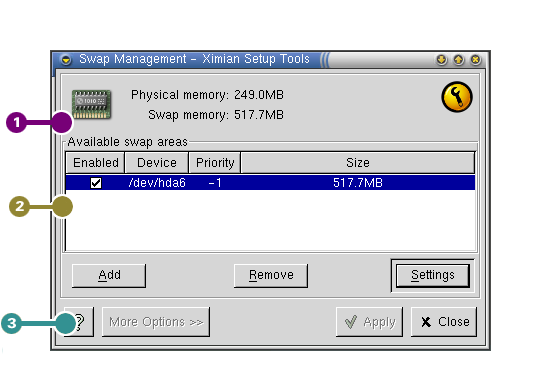 Swap Management – Ximian Setup Tools
1010
Physical memory: 249.0MB
Swap memory: 517.7MB
1
Available swap areas
Enabled Device Priority Size
/dev/hda6 −1 517.7MB
2
Add Remove Settings
3 ? More Options >> Apply Close